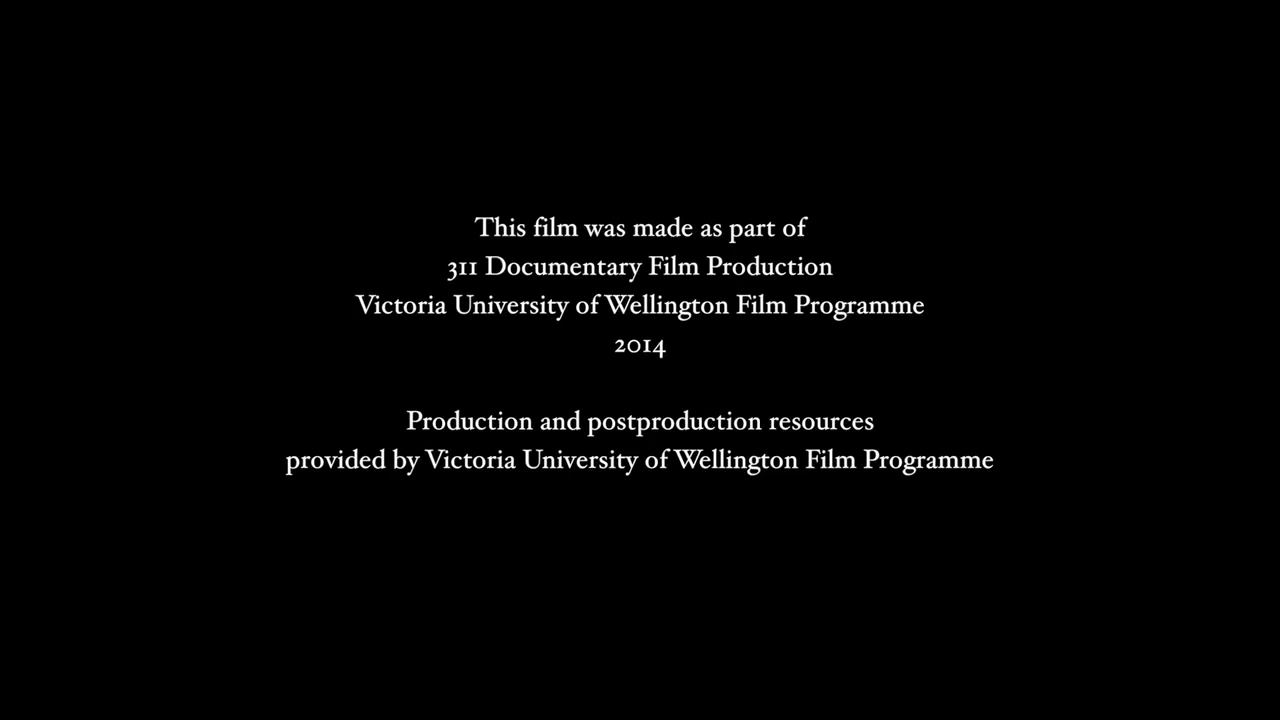 This film was made as part of
311 Documentary Film Production
Victoria University of Wellington Film Programme
2014
Production and postproduction resources
provided by Victoria University of Wellington Film Programme